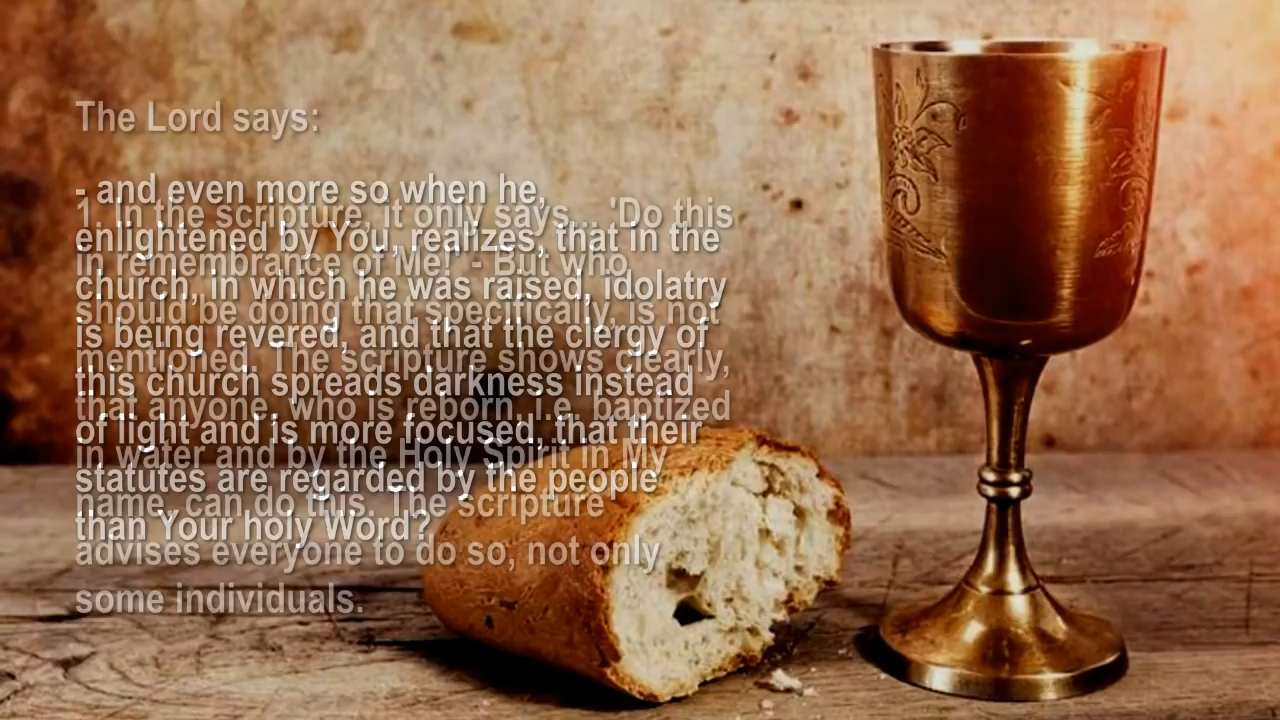 The Lord says:
- and even more so when he,
enlightened by You, realizes, that in the
church, in which he was raised, idolatry
is being revered, and that the clergy of
this church spreads darkness instead
of light and is more focused, that their
statutes are regarded by the people
than Your holy Word?
1. In the scripture, it only says... 'Do this
in remembrance of Me!' - But who
should be doing that specifically, is not
mentioned. The scripture shows clearly,
that anyone, who is reborn, i.e. baptized
in water and by the Holy Spirit in My
name, can do this. The scripture
advises everyone to do so, not only
some individuals.